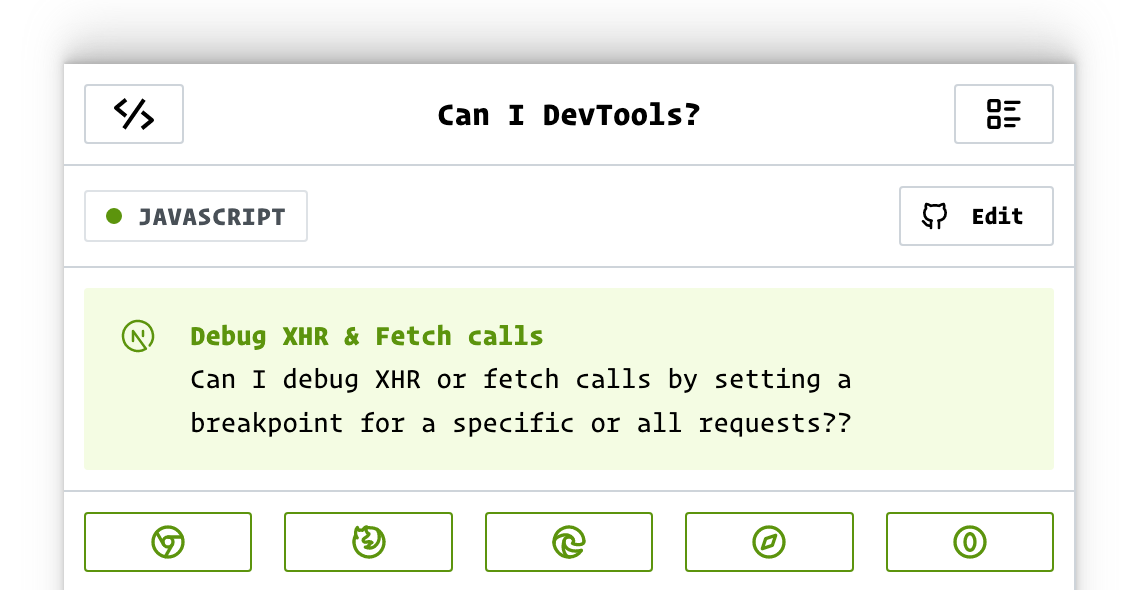 Can I DevTools?
JAVASCRIPT
Edit
Debug XHR & Fetch calls
Can I debug XHR or fetch calls by setting a
breakpoint for a specific or all requests??